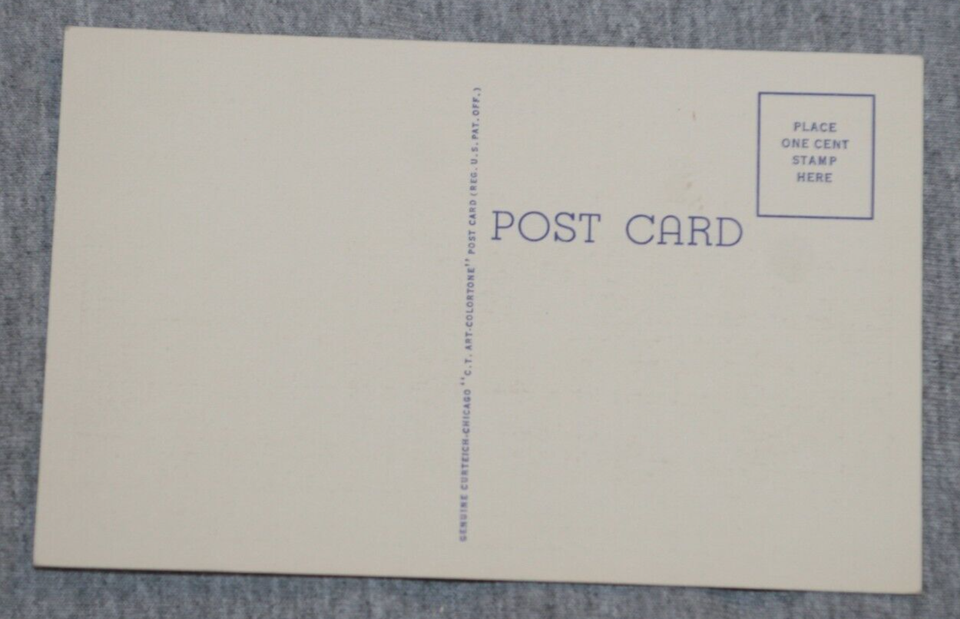 GENUINE CURTEICH-CHICAGO "C.T. ART-COLORTONE" POST CARD (REG. U.S. PAT. OFF.)
POST CARD
PLACE
ONE CENT
STAMP
HERE